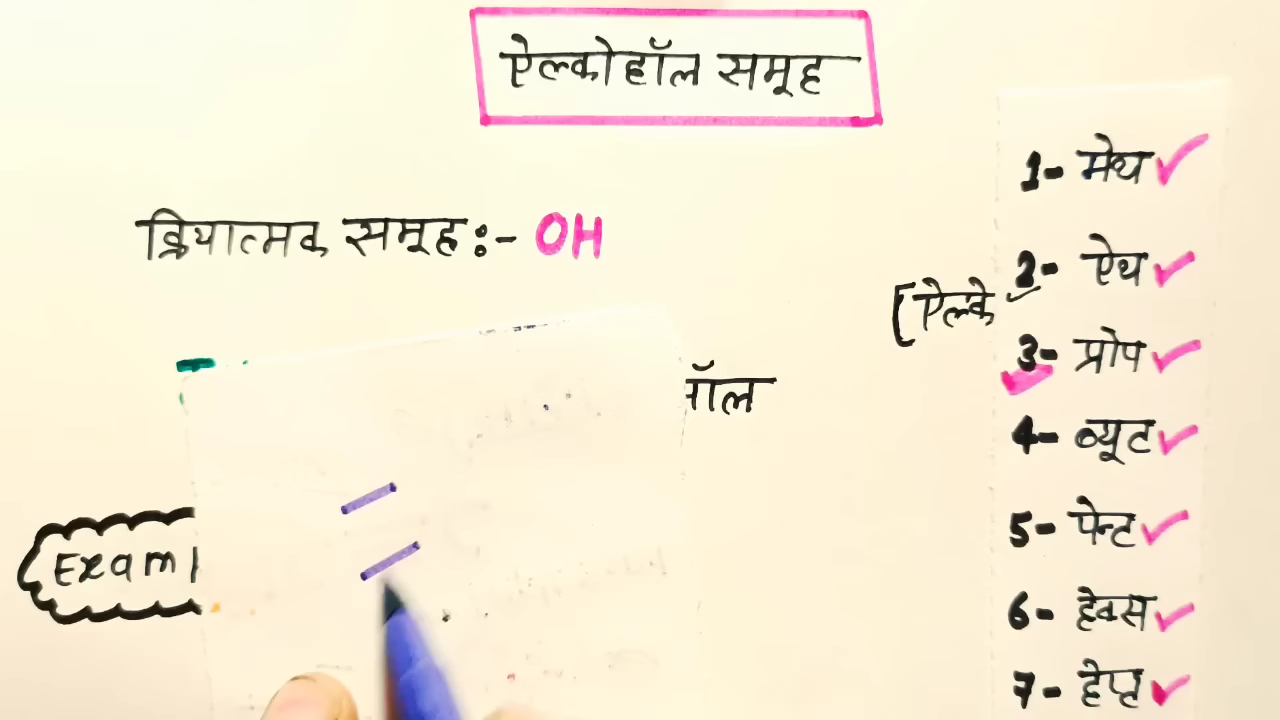 ऐल्कोहॉल समूह
क्रियात्मक समूह:- OH
[ऐल्के
नॉल
Exam
1- मेथ
2- ऐथ
3- प्रोप
4- ब्यूट
5- पेन्ट
6- हेक्स
7- हेप्ट